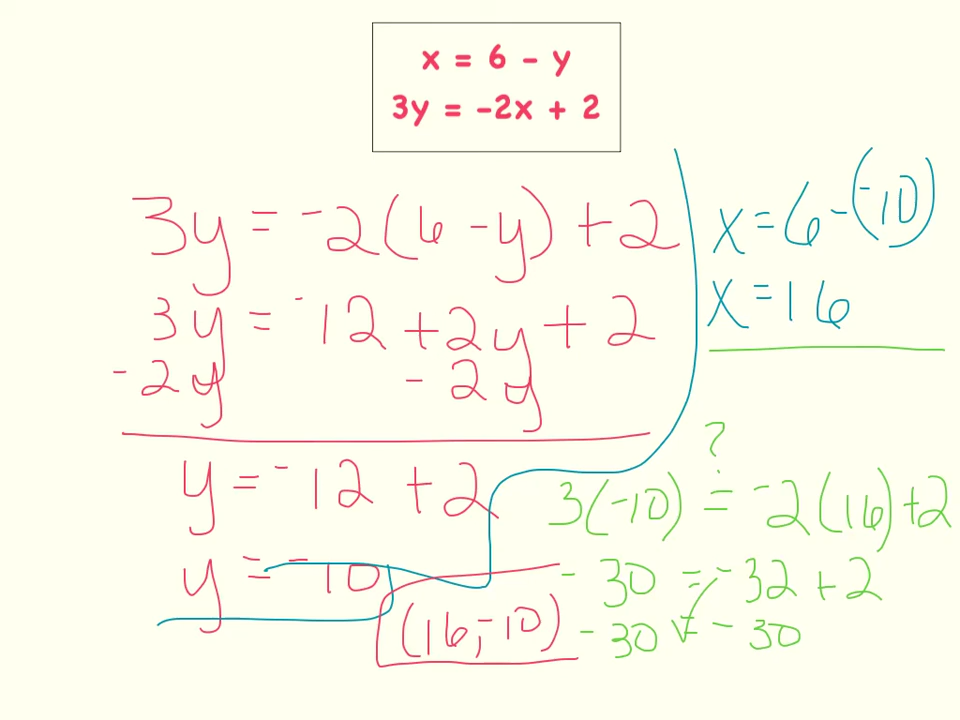 x = 6 - y
3y = -2x + 2
3y = -2(6 - y) + 2
3y = -12 + 2y + 2
-2y - 2y
y = -12 + 2
y = -10
(16, -10)
x = 6 - (-10)
x = 16
?
3(-10) = -2(16) + 2
-30 = -32 + 2
-30 = -30